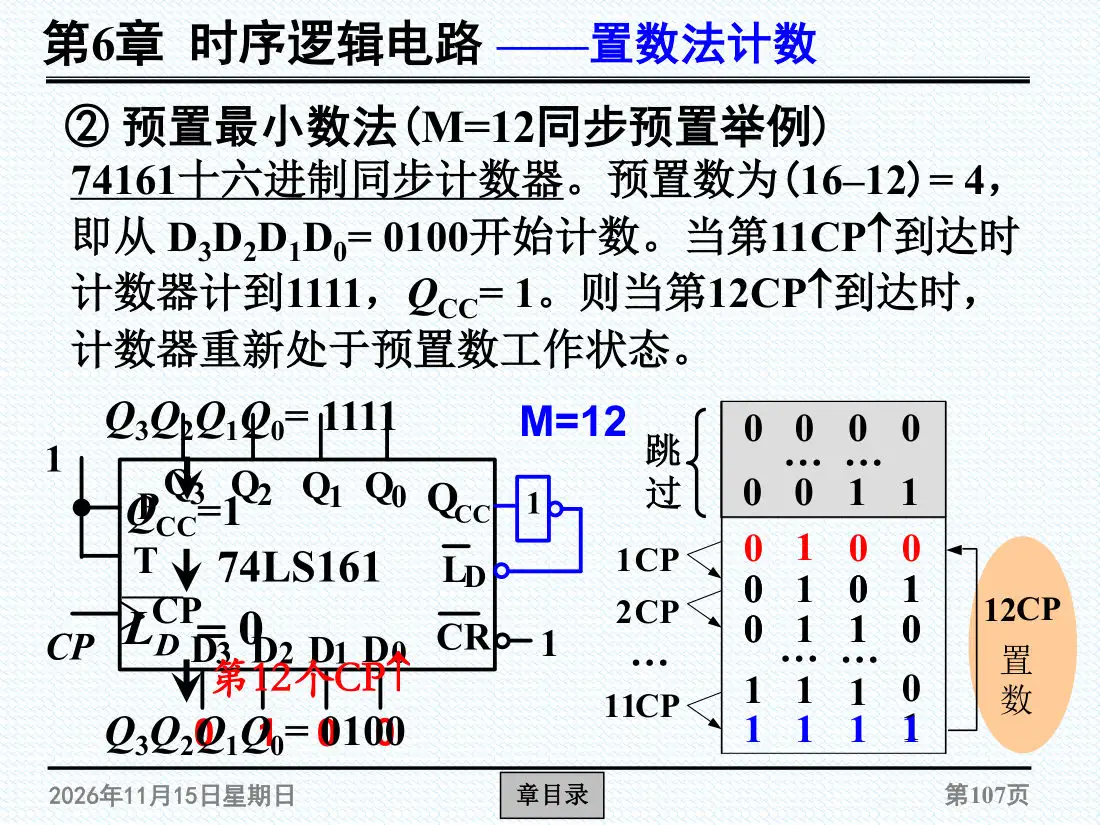 第6章 时序逻辑电路 ——置数法计数
② 预置最小数法(M=12同步预置举例)
74161十六进制同步计数器。预置数为(16–12)= 4，
即从 D3D2D1D0= 0100开始计数。当第11CP↑到达时
计数器计到1111，QCC= 1。则当第12CP↑到达时，
计数器重新处于预置数工作状态。
Q3Q2Q1Q0= 1111
M=12
1
Q3 Q2 Q1 Q0 QCC
P
QCC=1
1
T
74LS161
LD
CP
CP
LD = 0
CR
1
D3 D2 D1 D0
第12个CP↑
0 1 0 0
Q3Q2Q1Q0= 0100
跳过
0 0 0 0
… …
0 0 1 1
0 1 0 0
1CP
0 1 0 1
2CP
0 1 1 0
… … …
1 1 1 0
11CP
1 1 1 1
12CP
置
数
2026年11月15日星期日
章目录
第107页